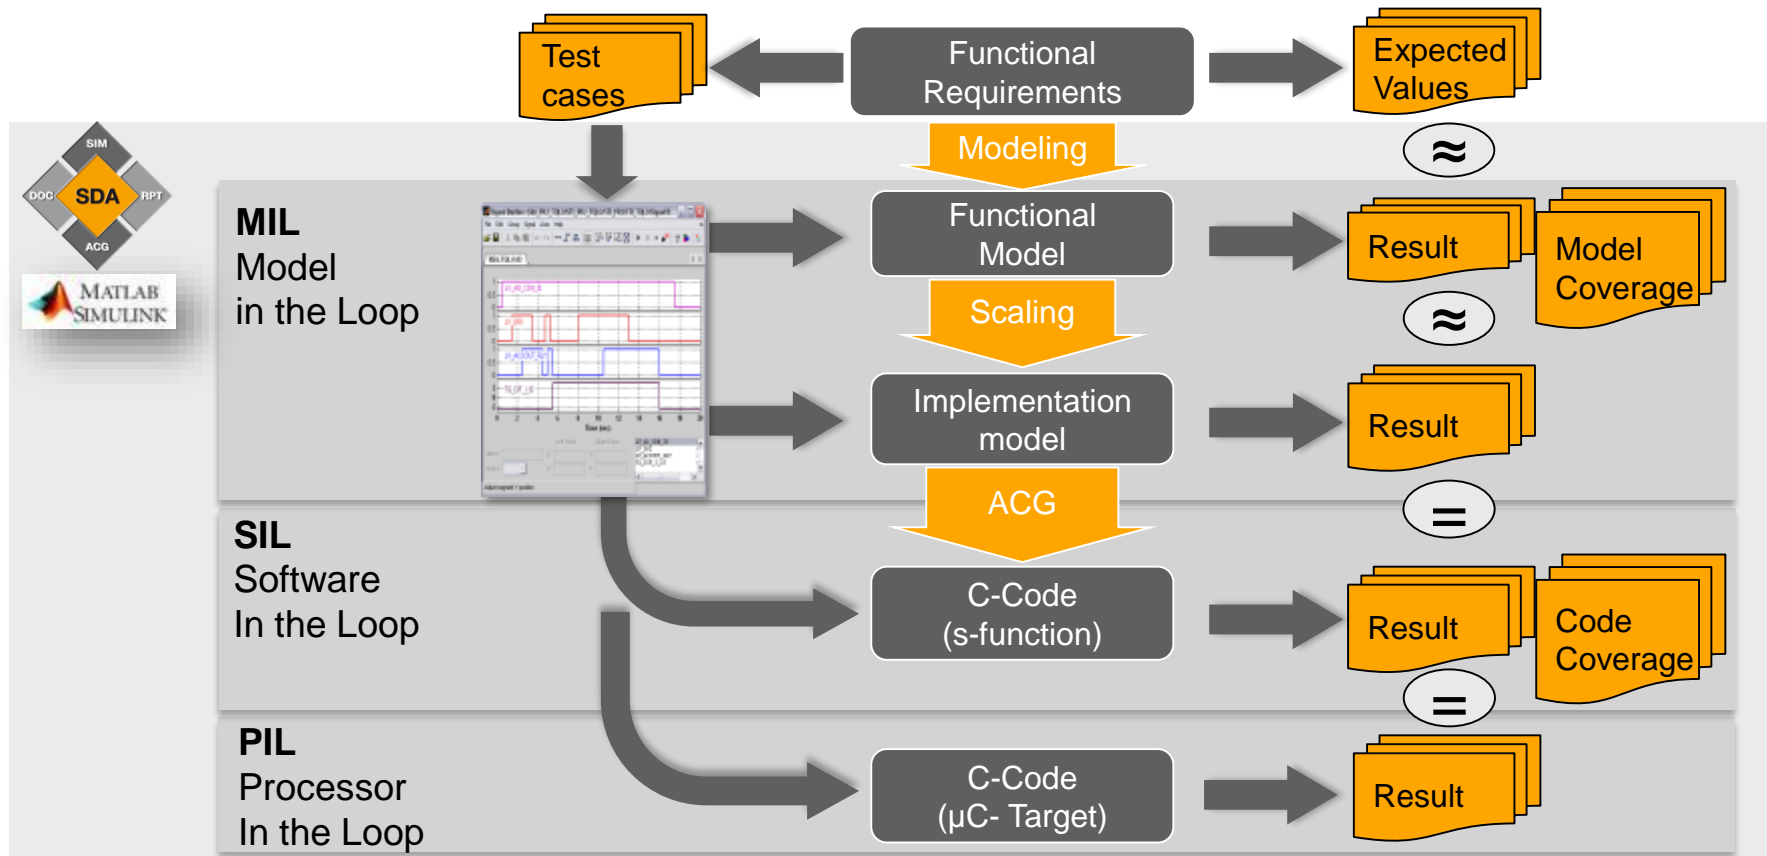 Test
cases
Functional
Requirements
Expected
Values
Modeling
≈
SIM
DOC
SDA
RPT
ACG
MATLAB
SIMULINK
MIL
Model
in the Loop
Functional
Model
Result
Model
Coverage
Scaling
≈
Implementation
model
Result
ACG
=
SIL
Software
In the Loop
C-Code
(s-function)
Result
Code
Coverage
=
PIL
Processor
In the Loop
C-Code
(µC- Target)
Result